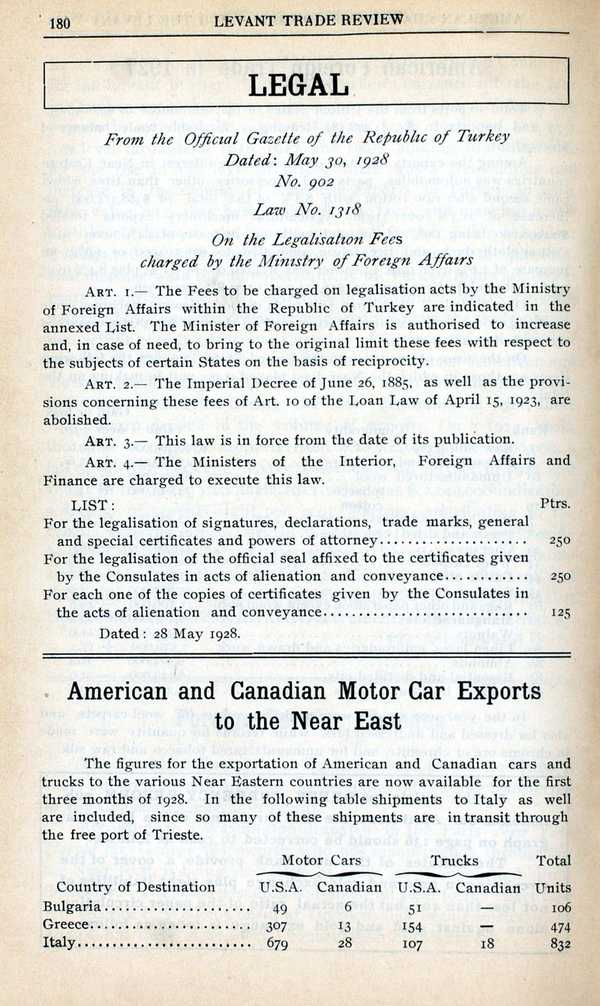 180 LEVANT TRADE REVIEW
LEGAL
From the Official Gazette of the Republic of Turkey
Dated: May 30, 1928
No. 902
Law No. 1318
On the Legalisation Fees
charged by the Ministry of Foreign Affairs
ART. 1.— The Fees to be charged on legalisation acts by the Ministry
of Foreign Affairs within the Republic of Turkey are indicated in the
annexed List. The Minister of Foreign Affairs is authorised to increase
and, in case of need, to bring to the original limit these fees with respect to
the subjects of certain States on the basis of reciprocity.
ART. 2.— The Imperial Decree of June 26, 1885, as well as the provi-
sions concerning these fees of Art. 10 of the Loan Law of April 15, 1923, are
abolished.
ART. 3.— This law is in force from the date of its publication.
ART. 4.— The Ministers of the Interior, Foreign Affairs and
Finance are charged to execute this law.
LIST: Ptrs.
For the legalisation of signatures, declarations, trade marks, general
and special certificates and powers of attorney.................... 250
For the legalisation of the official seal affixed to the certificates given
by the Consulates in acts of alienation and conveyance............ 250
For each one of the copies of certificates given by the Consulates in
the acts of alienation and conveyance............................ 125
Dated: 28 May 1928.
American and Canadian Motor Car Exports
to the Near East
The figures for the exportation of American and Canadian cars and
trucks to the various Near Eastern countries are now available for the first
three months of 1928. In the following table shipments to Italy as well
are included, since so many of these shipments are in transit through
the free port of Trieste.
Motor Cars Trucks Total
Country of Destination U.S.A. Canadian U.S.A. Canadian Units
Bulgaria..................... 49 6 51 — 106
Greece....................... 307 13 154 — 474
Italy......................... 679 28 107 18 832